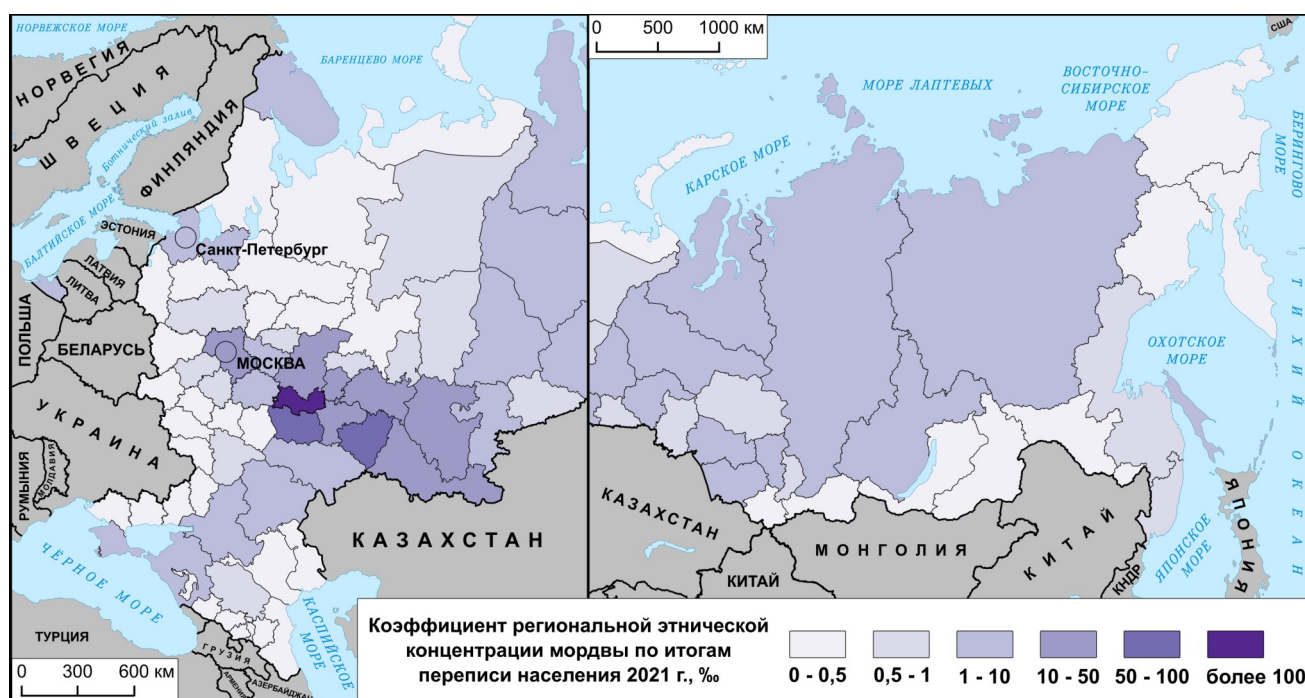 НОРВЕЖСКОЕ МОРЕ
НОРВЕГИЯ
ШВЕЦИЯ
Ботнический залив
ФИНЛЯНДИЯ
БАРЕНЦЕВО МОРЕ
БАЛТИЙСКОЕ МОРЕ
ЭСТОНИЯ
ЛАТВИЯ
ЛИТВА
ПОЛЬША
БЕЛАРУСЬ
Санкт-Петербург
МОСКВА
УКРАИНА
РУМЫНИЯ
МОЛДАВИЯ
ЧЁРНОЕ МОРЕ
ТУРЦИЯ
ГРУЗИЯ
АРМЕНИЯ
АЗЕРБАЙДЖАН
КАСПИЙСКОЕ
МОРЕ
КАЗАХСТАН
0 300 600 км
0 500 1000 км
США
МОРЕ ЛАПТЕВЫХ
ВОСТОЧНО-
СИБИРСКОЕ
МОРЕ
БЕРИНГОВО
МОРЕ
КАРСКОЕ МОРЕ
ОХОТСКОЕ
МОРЕ
ТИХИЙ ОКЕАН
КАЗАХСТАН
КИТАЙ
МОНГОЛИЯ
КИТАЙ
КНДР
ЯПОНСКОЕ
МОРЕ
ЯПОНИЯ
Коэффициент региональной этнической
концентрации мордвы по итогам
переписи населения 2021 г., ‰
0 - 0,5 0,5 - 1 1 - 10 10 - 50 50 - 100 более 100